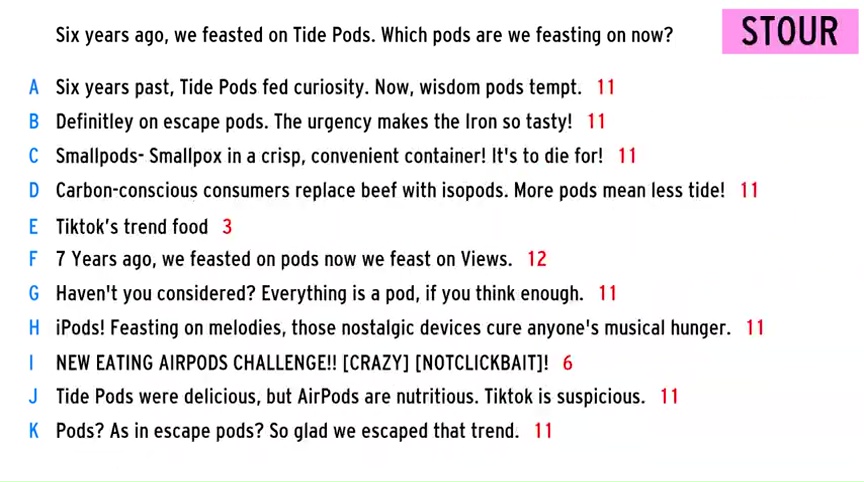 Six years ago, we feasted on Tide Pods. Which pods are we feasting on now?
STOUR
A Six years past, Tide Pods fed curiosity. Now, wisdom pods tempt. 11
B Definitley on escape pods. The urgency makes the Iron so tasty! 11
C Smallpods- Smallpox in a crisp, convenient container! It's to die for! 11
D Carbon-conscious consumers replace beef with isopods. More pods mean less tide! 11
E Tiktok's trend food 3
F 7 Years ago, we feasted on pods now we feast on Views. 12
G Haven't you considered? Everything is a pod, if you think enough. 11
H iPods! Feasting on melodies, those nostalgic devices cure anyone's musical hunger. 11
I NEW EATING AIRPODS CHALLENGE!! [CRAZY] [NOTCLICKBAIT]! 6
J Tide Pods were delicious, but AirPods are nutritious. Tiktok is suspicious. 11
K Pods? As in escape pods? So glad we escaped that trend. 11